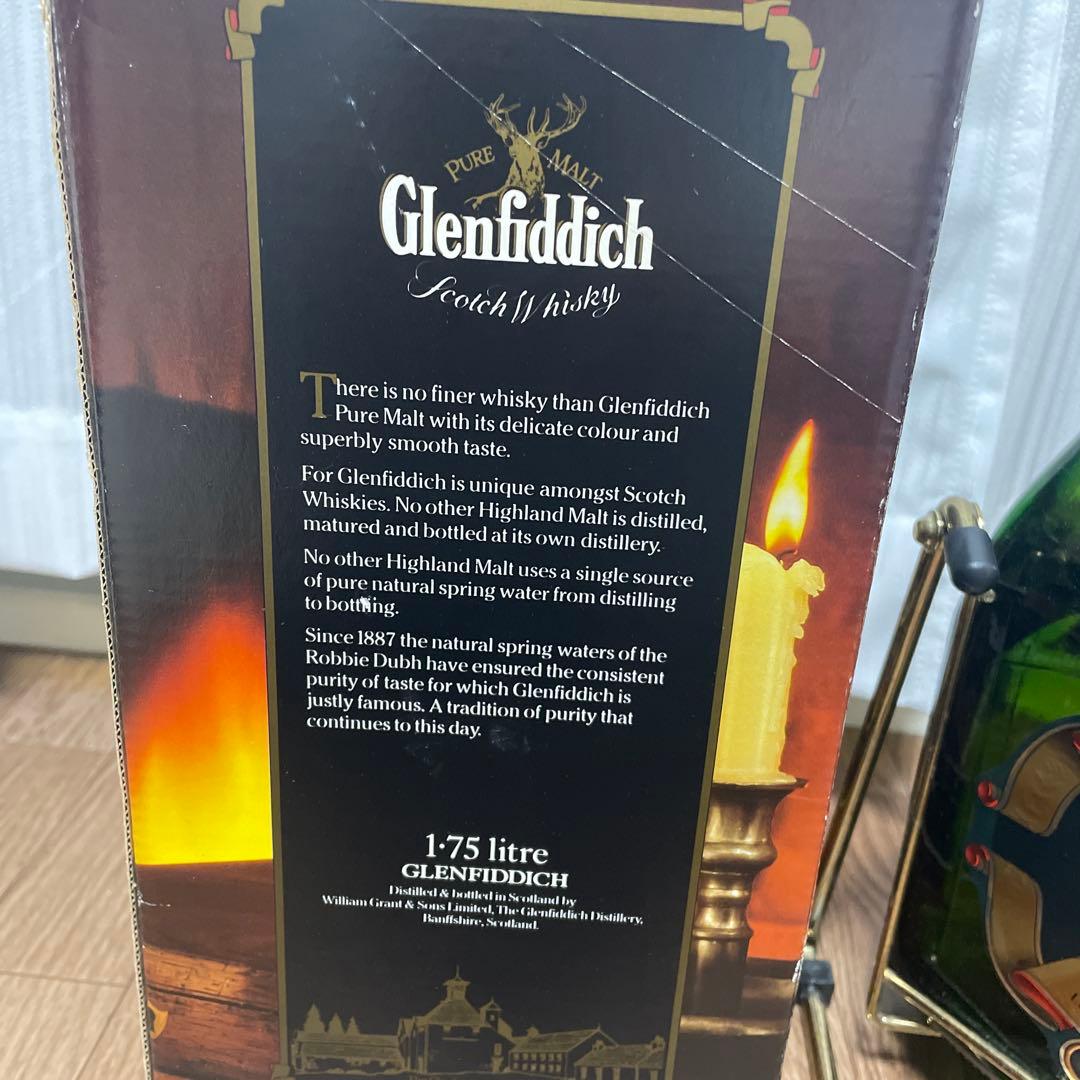 PURE MALT
Glenfiddich
Scotch Whisky
There is no finer whisky than Glenfiddich
Pure Malt with its delicate colour and
superbly smooth taste.
For Glenfiddich is unique amongst Scotch
Whiskies. No other Highland Malt is distilled,
matured and bottled at its own distillery.
No other Highland Malt uses a single source
of pure natural spring water from distilling
to bottling.
Since 1887 the natural spring waters of the
Robbie Dubh have ensured the consistent
purity of taste for which Glenfiddich is
justly famous. A tradition of purity that
continues to this day.
1·75 litre
GLENFIDDICH
Distilled & bottled in Scotland by
William Grant & Sons Limited, The Glenfiddich Distillery,
Banffshire, Scotland.